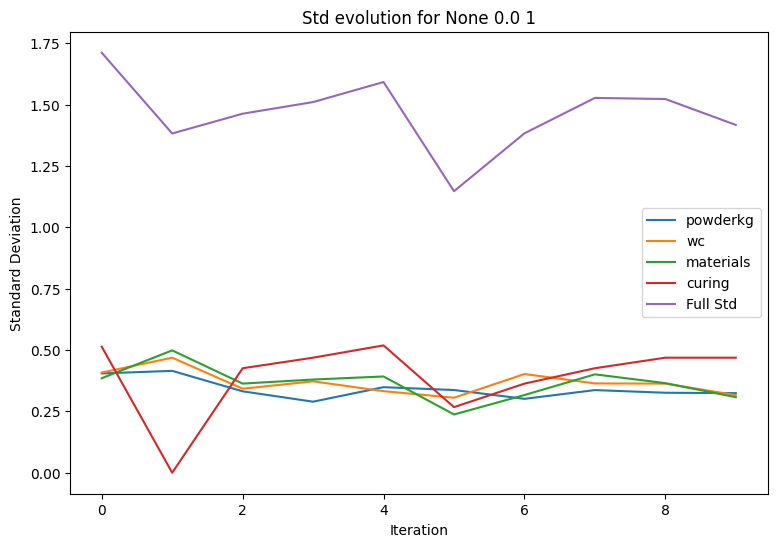 Std evolution for None 0.0 1
Standard Deviation
1.75
1.50
1.25
1.00
0.75
0.50
0.25
0.00
powderkg
wc
materials
curing
Full Std
0
2
4
6
8
Iteration